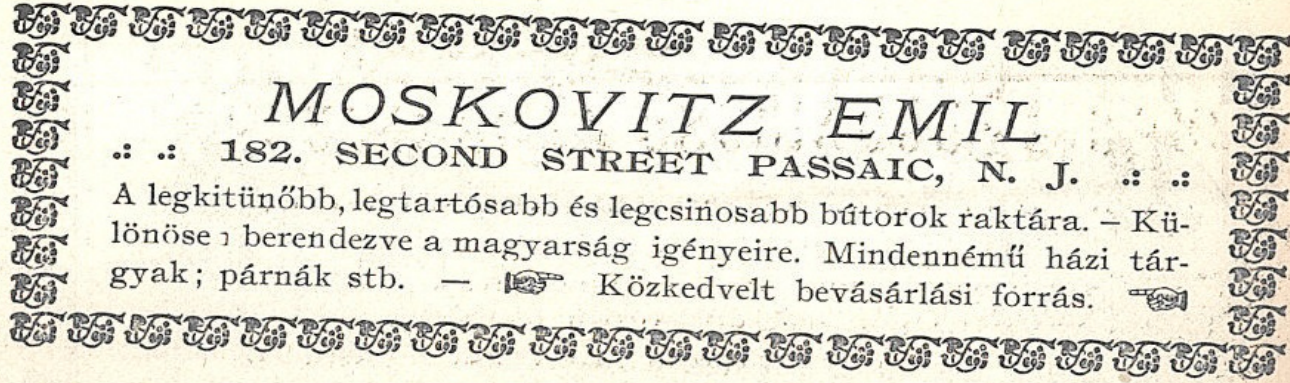 MOSKOVITZ EMIL
.: .: 182. SECOND STREET PASSAIC, N. J. .: .:
A legkitünőbb, legtartósabb és legcsinosabb bútorok raktára. – Kü-
lönösen berendezve a magyarság igényeire. Mindennémű házi tár-
gyak; párnák stb. — ☞ Közkedvelt bevásárlási forrás. ☜